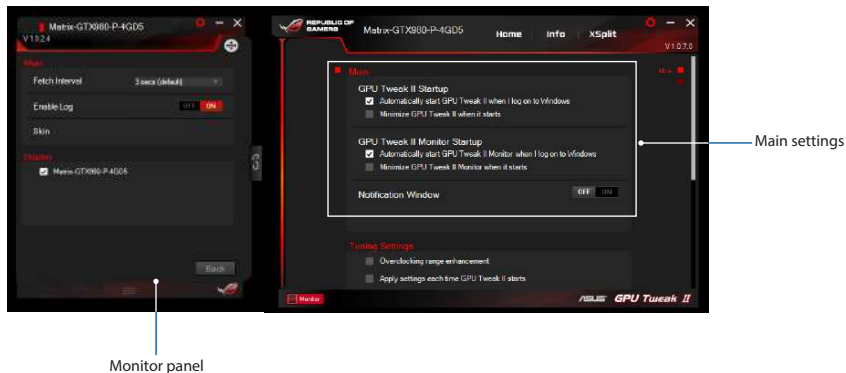 Matrix-GTX980-P-4GD5
V 1.0.2.4
Main
Fetch Interval
3 secs (default)
Enable Log
OFF ON
Skin
Display
Matrix-GTX980-P-4GD5
Back
Monitor panel
REPUBLIC OF
GAMERS
Matrix-GTX980-P-4GD5
Home
Info
XSplit
V 1.0.7.0
Main
Main
GPU Tweak II Startup
Automatically start GPU Tweak II when I log on to Windows
Minimize GPU Tweak II when it starts
GPU Tweak II Monitor Startup
Automatically start GPU Tweak II Monitor when I log on to Windows
Minimize GPU Tweak II Monitor when it starts
Notification Window
OFF ON
Tuning Settings
Overclocking range enhancement
Apply settings each time GPU Tweak II starts
Monitor
ASUS GPU Tweak II
Main settings